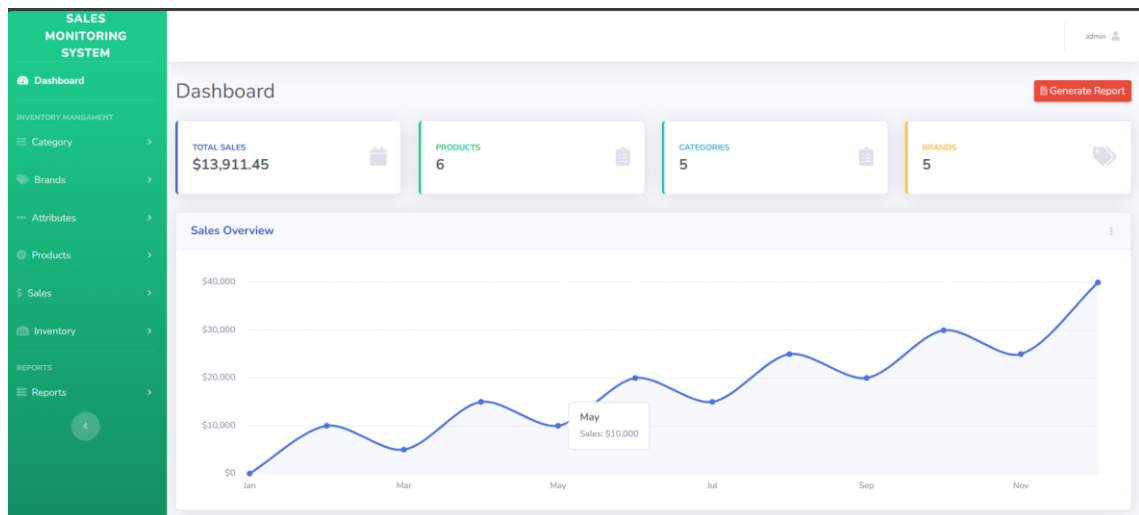 SALES
MONITORING
SYSTEM
admin
Dashboard
INVENTORY MANGAMENT
Category
Brands
Attributes
Products
Sales
Inventory
REPORTS
Reports
Dashboard
Generate Report
TOTAL SALES
$13,911.45
PRODUCTS
6
CATEGORIES
5
BRANDS
5
Sales Overview
$40,000
$30,000
$20,000
$10,000
$0
May
Sales: $10,000
Jan Mar May Jul Sep Nov